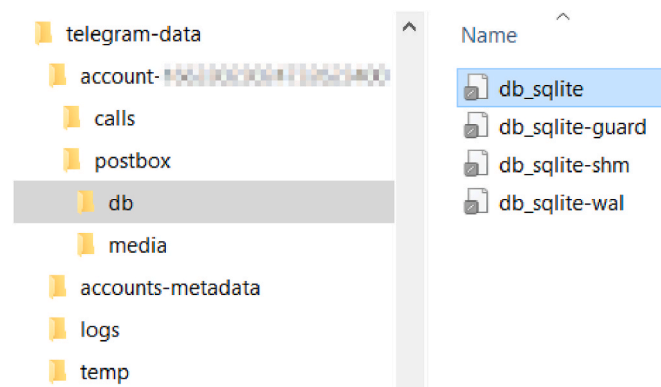 telegram-data
account-
calls
postbox
db
media
accounts-metadata
logs
temp
Name
db_sqlite
db_sqlite-guard
db_sqlite-shm
db_sqlite-wal